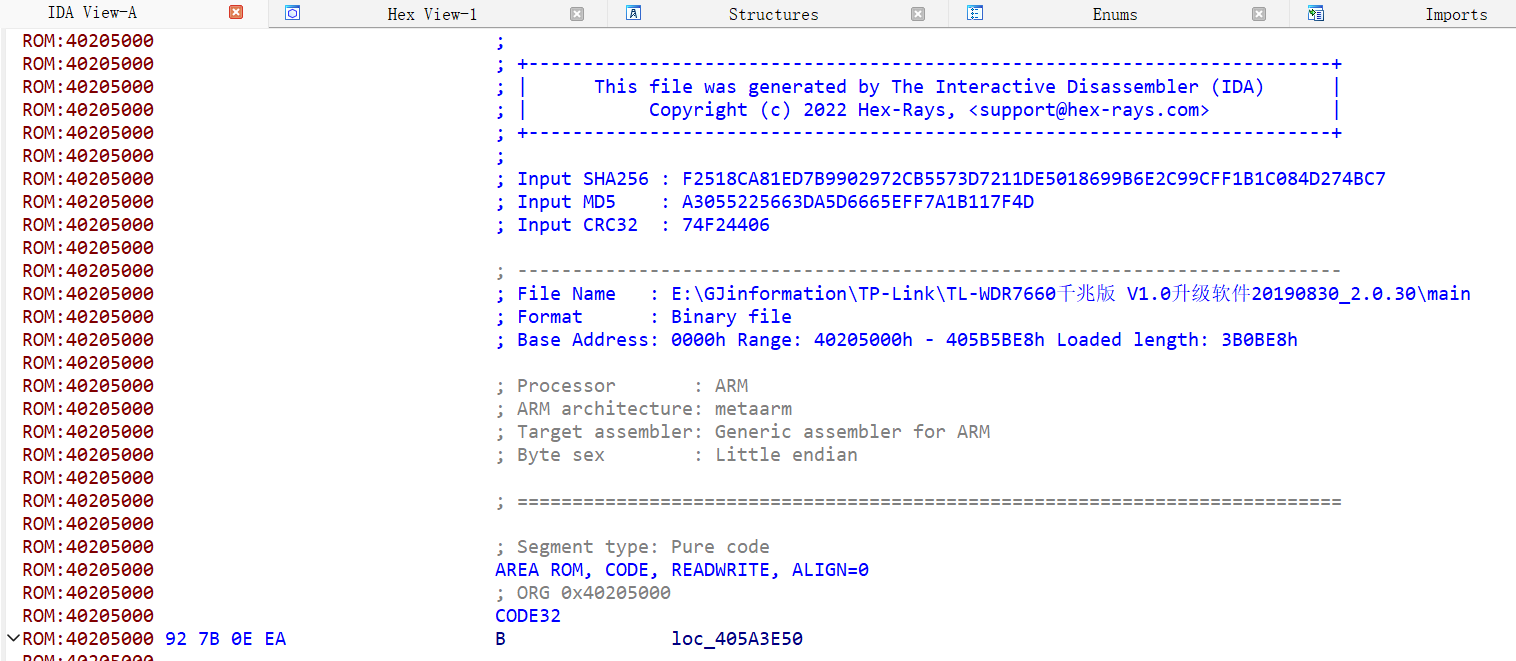 IDA View-A Hex View-1 Structures Enums Imports
ROM:40205000 ;
ROM:40205000 ; +-------------------------------------------------------------------------+
ROM:40205000 ; | This file was generated by The Interactive Disassembler (IDA) |
ROM:40205000 ; | Copyright (c) 2022 Hex-Rays, <support@hex-rays.com> |
ROM:40205000 ; +-------------------------------------------------------------------------+
ROM:40205000 ;
ROM:40205000 ; Input SHA256 : F2518CA81ED7B9902972CB5573D7211DE5018699B6E2C99CFF1B1C084D274BC7
ROM:40205000 ; Input MD5 : A3055225663DA5D6665EFF7A1B117F4D
ROM:40205000 ; Input CRC32 : 74F24406
ROM:40205000
ROM:40205000 ; ---------------------------------------------------------------------------
ROM:40205000 ; File Name : E:\GJinformation\TP-Link\TL-WDR7660千兆版 V1.0升级软件20190830_2.0.30\main
ROM:40205000 ; Format : Binary file
ROM:40205000 ; Base Address: 0000h Range: 40205000h - 405B5BE8h Loaded length: 3B0BE8h
ROM:40205000
ROM:40205000 ; Processor : ARM
ROM:40205000 ; ARM architecture: metaarm
ROM:40205000 ; Target assembler: Generic assembler for ARM
ROM:40205000 ; Byte sex : Little endian
ROM:40205000
ROM:40205000 ; ===========================================================================
ROM:40205000
ROM:40205000 ; Segment type: Pure code
ROM:40205000 AREA ROM, CODE, READWRITE, ALIGN=0
ROM:40205000 ; ORG 0x40205000
ROM:40205000 CODE32
ROM:40205000 92 7B 0E EA B loc_405A3E50